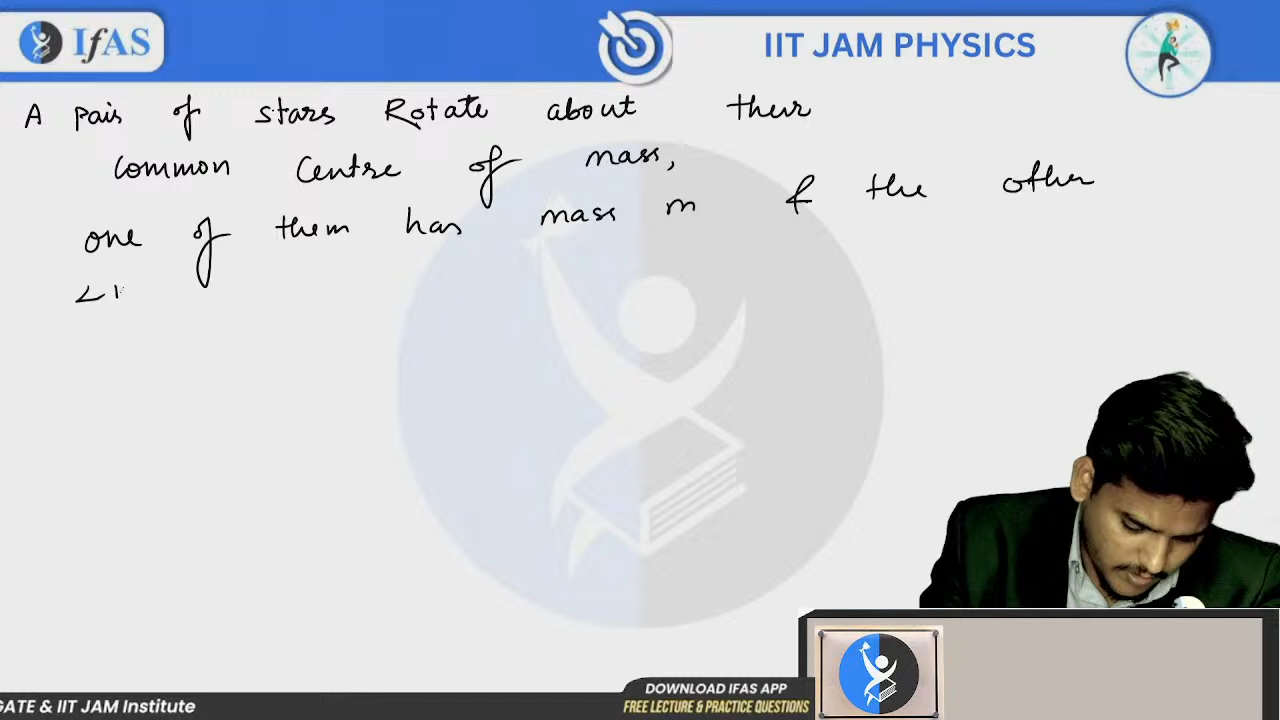 IfAS
IIT JAM PHYSICS
A pair of stars Rotate about their
common Centre of mass,
one of them has mass m & the other
GATE & IIT JAM Institute
DOWNLOAD IFAS APP
FREE LECTURE & PRACTICE QUESTIONS